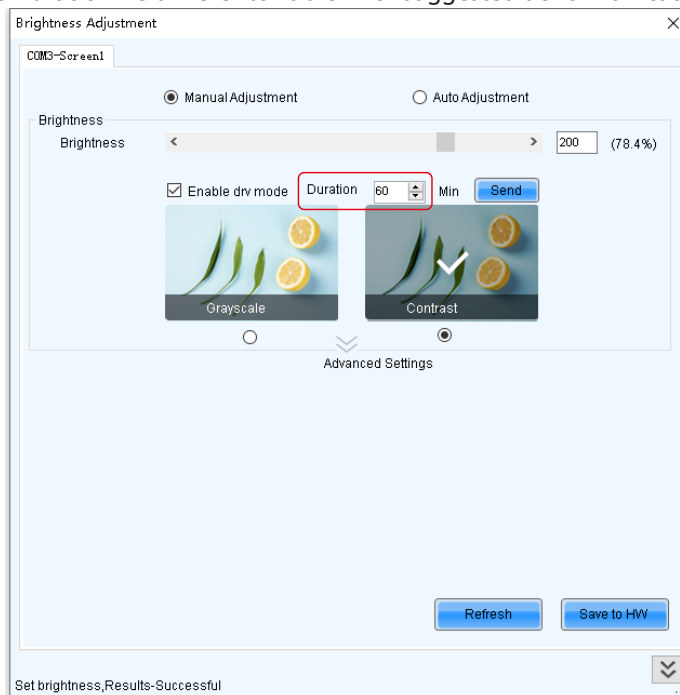 Brightness Adjustment
COM3-Screen1
Manual Adjustment Auto Adjustment
Brightness
Brightness 200 (78.4%)
Enable drv mode Duration 60 Min Send
Grayscale Contrast
Advanced Settings
Refresh Save to HW
Set brightness,Results-Successful